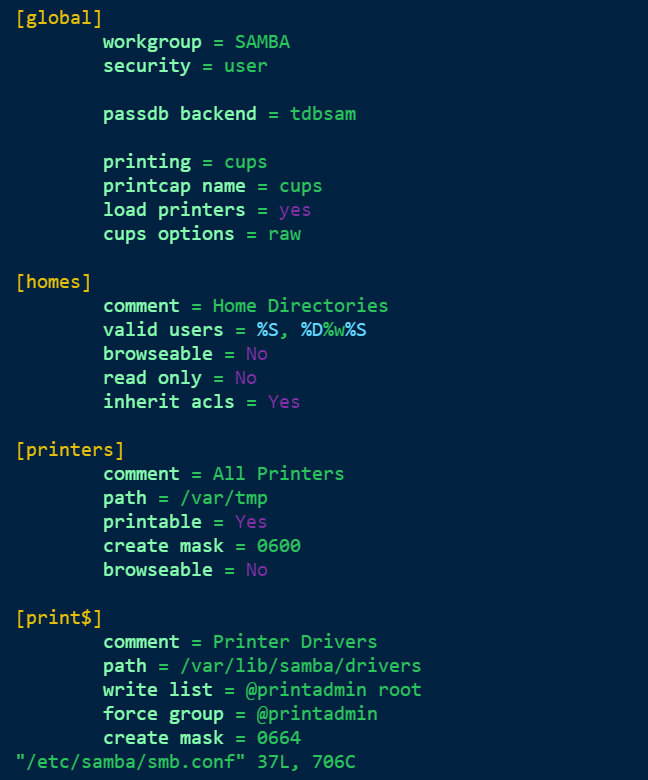 [global]
workgroup = SAMBA
security = user
passdb backend = tdbsam
printing = cups
printcap name = cups
load printers = yes
cups options = raw
[homes]
comment = Home Directories
valid users = %S, %D%w%S
browseable = No
read only = No
inherit acls = Yes
[printers]
comment = All Printers
path = /var/tmp
printable = Yes
create mask = 0600
browseable = No
[print$]
comment = Printer Drivers
path = /var/lib/samba/drivers
write list = @printadmin root
force group = @printadmin
create mask = 0664
"/etc/samba/smb.conf" 37L, 706C